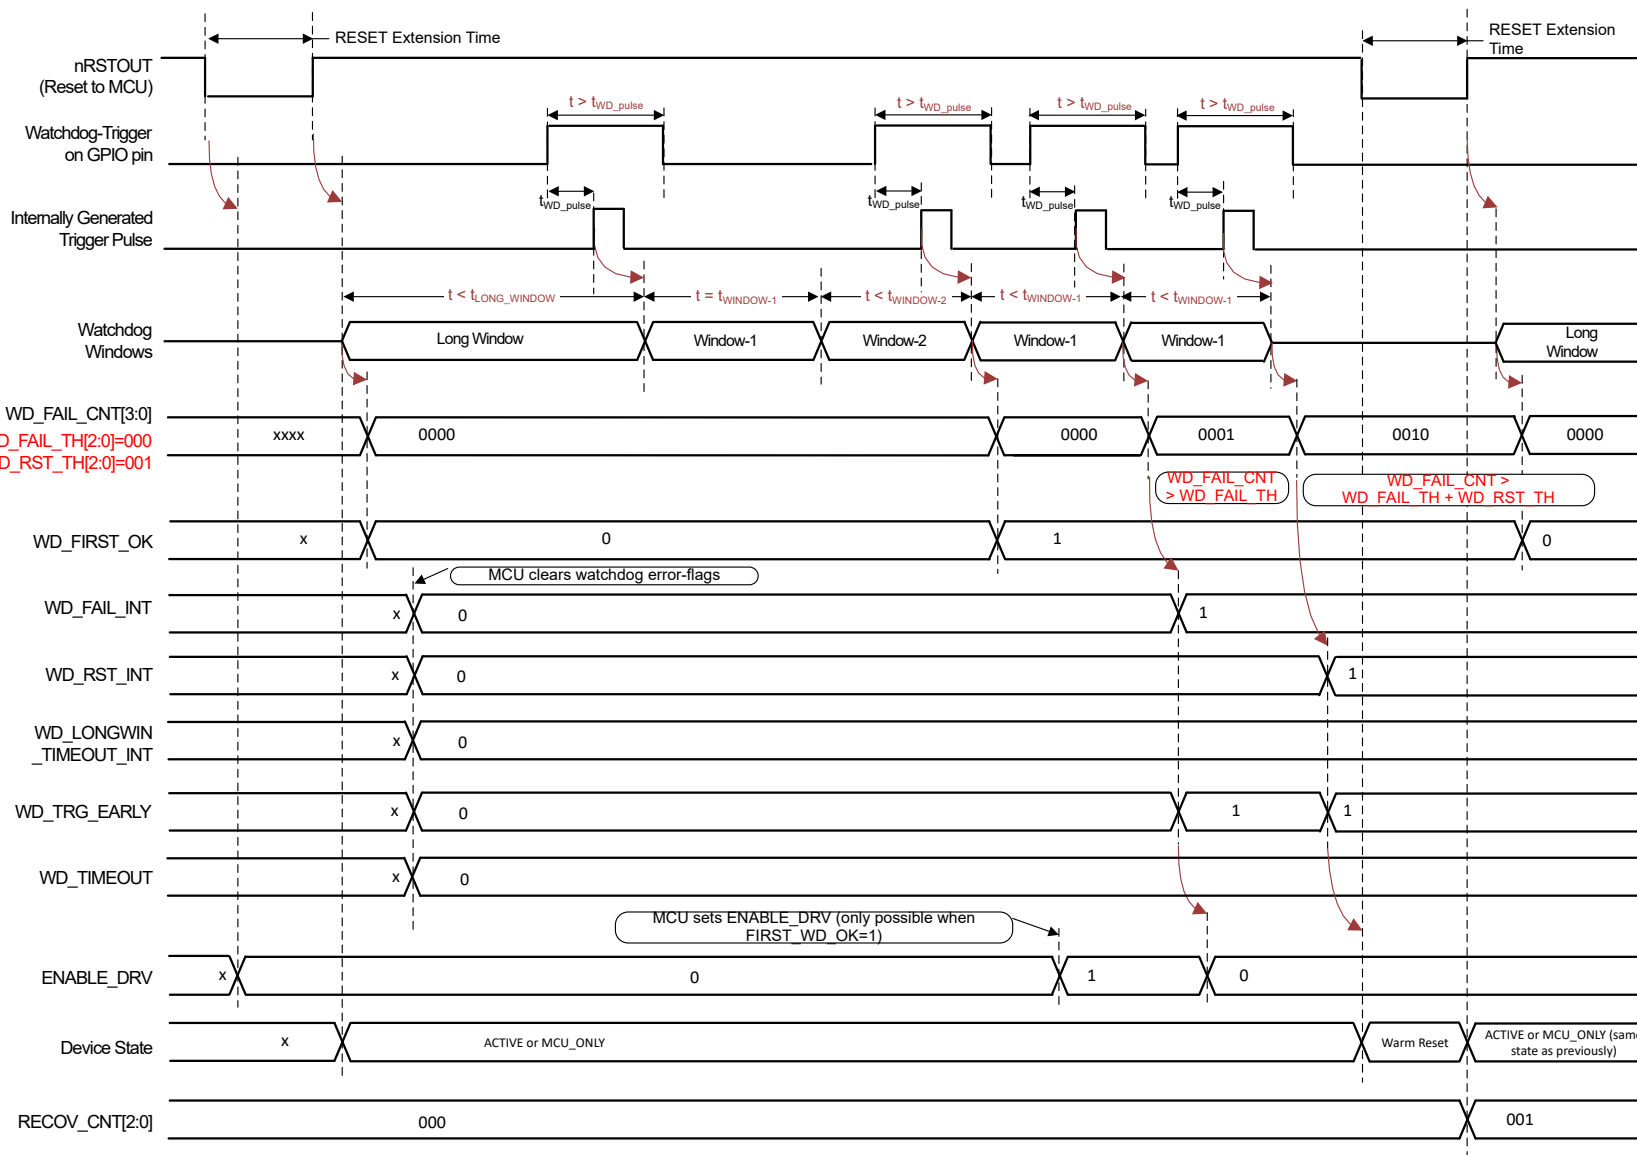 RESET Extension Time
RESET Extension
Time
nRSTOUT
(Reset to MCU)
t > tWD_pulse
t > tWD_pulse
t > tWD_pulse
t > tWD_pulse
Watchdog-Trigger
on GPIO pin
tWD_pulse
tWD_pulse
tWD_pulse
tWD_pulse
Internally Generated
Trigger Pulse
t < tLONG_WINDOW
t = tWINDOW-1
t < tWINDOW-2
t < tWINDOW-1
t < tWINDOW-1
Watchdog
Windows
Long Window
Window-1
Window-2
Window-1
Window-1
Long
Window
WD_FAIL_CNT[3:0]
D_FAIL_TH[2:0]=000
D_RST_TH[2:0]=001
xxxx
0000
0000
0001
0010
0000
WD_FAIL_CNT
> WD_FAIL_TH
WD_FAIL_CNT >
WD_FAIL_TH + WD_RST_TH
WD_FIRST_OK
x
0
1
0
MCU clears watchdog error-flags
WD_FAIL_INT
x
0
1
WD_RST_INT
x
0
1
WD_LONGWIN
_TIMEOUT_INT
x
0
WD_TRG_EARLY
x
0
1
1
WD_TIMEOUT
x
0
MCU sets ENABLE_DRV (only possible when
FIRST_WD_OK=1)
ENABLE_DRV
x
0
1
0
Device State
x
ACTIVE or MCU_ONLY
Warm Reset
ACTIVE or MCU_ONLY (same
state as previously)
RECOV_CNT[2:0]
000
001